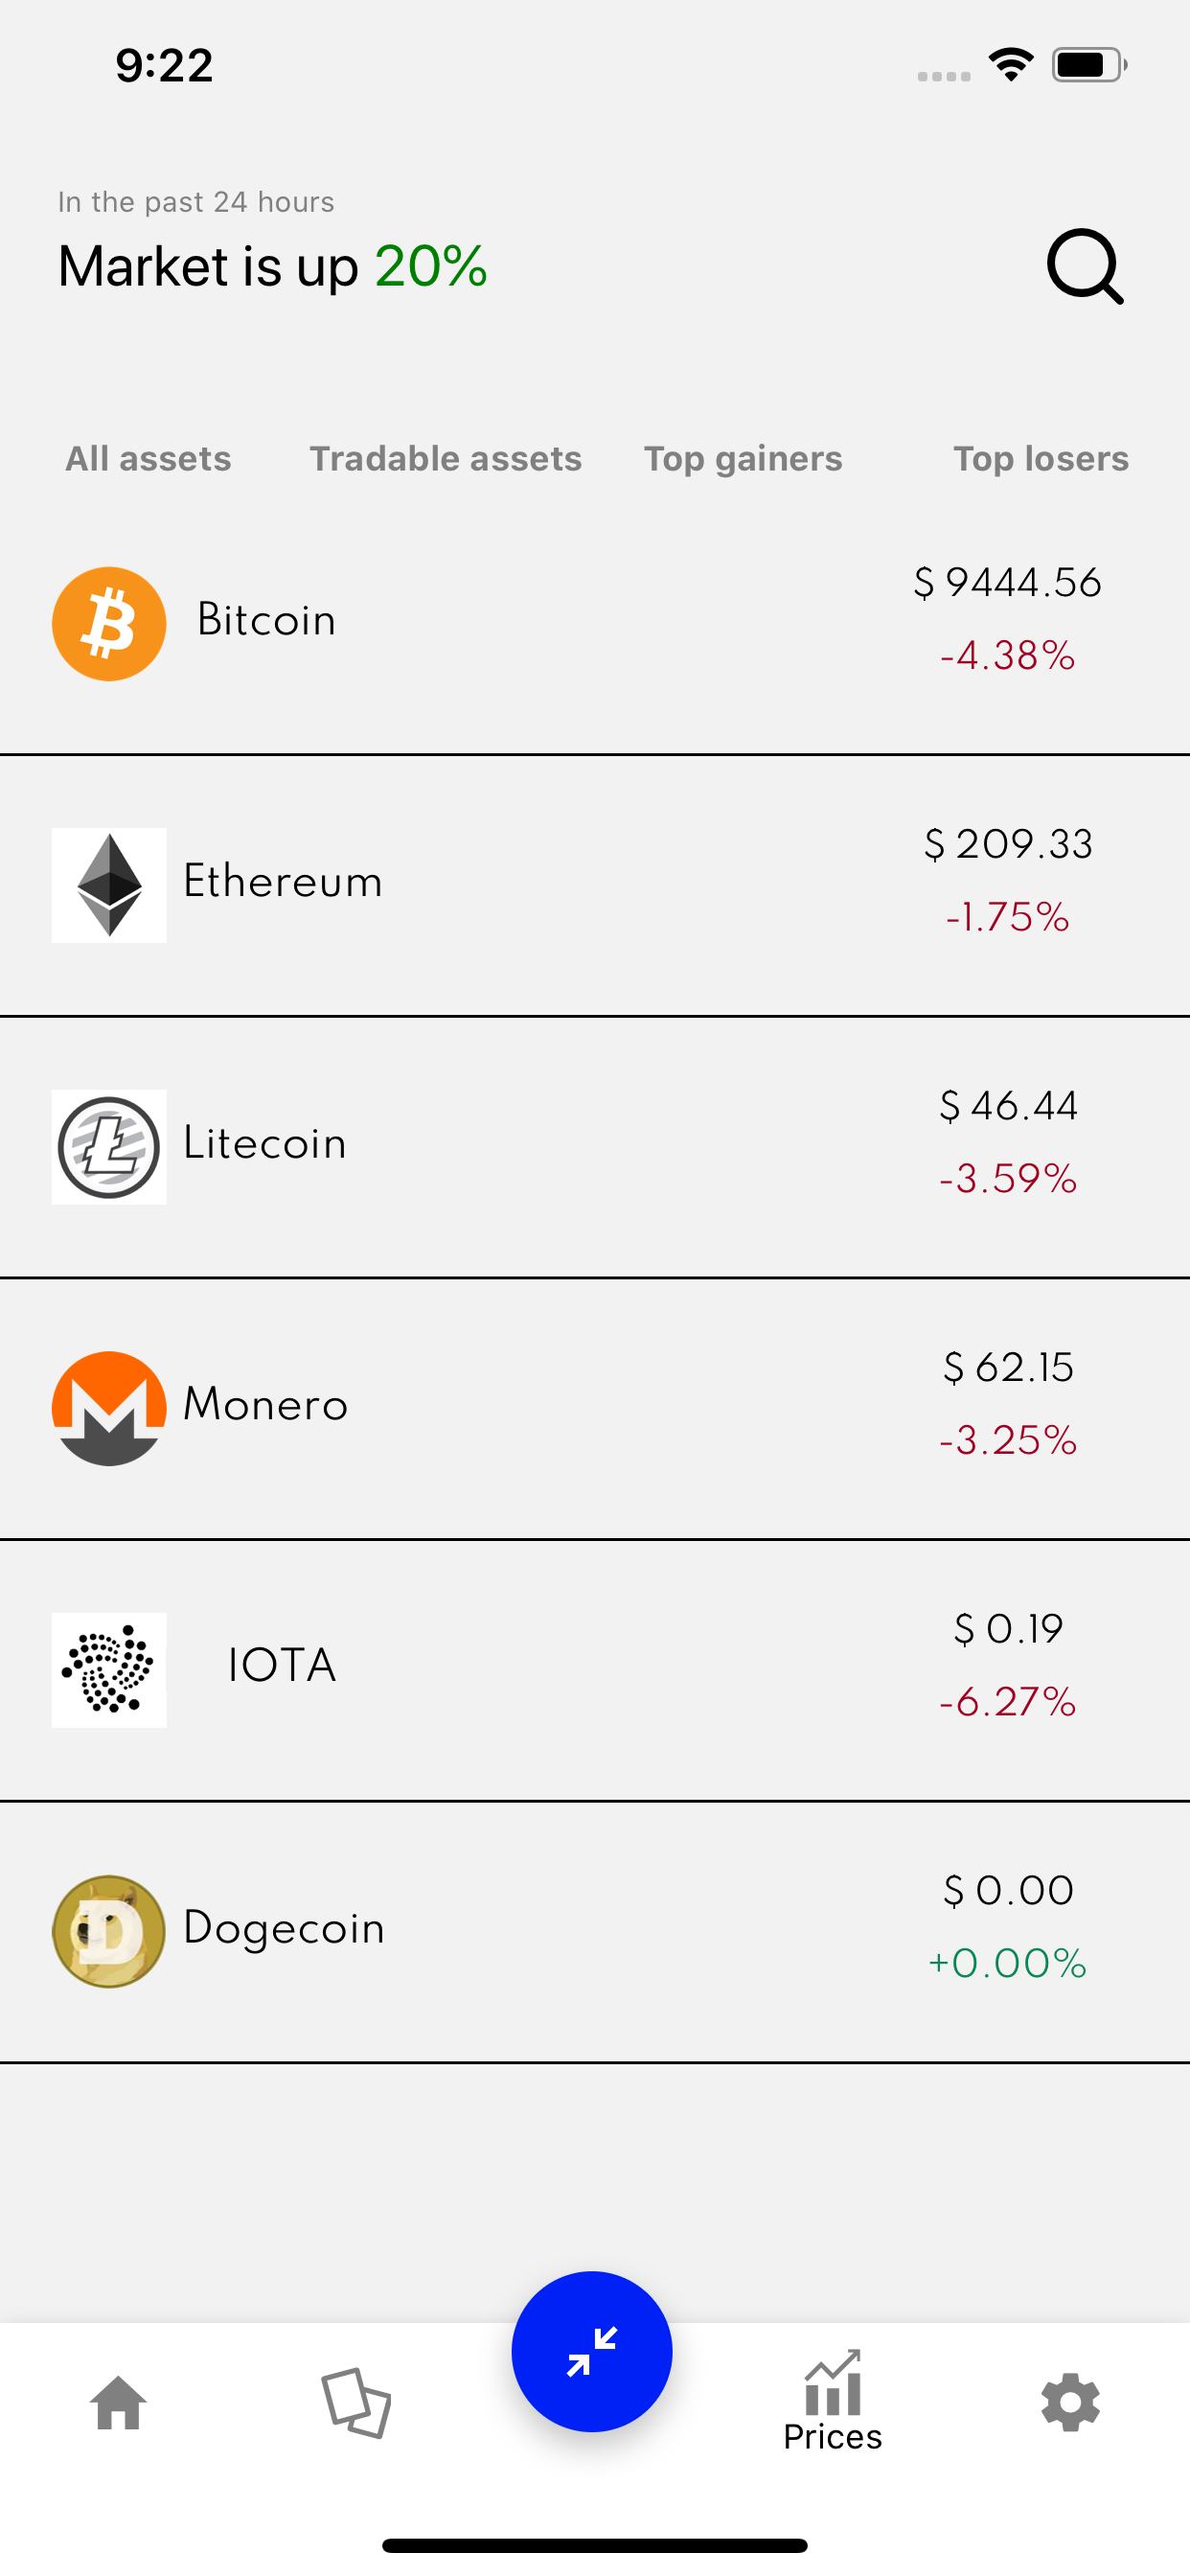 9:22
In the past 24 hours
Market is up 20%
All assets Tradable assets Top gainers Top losers
Bitcoin
$ 9444.56
-4.38%
Ethereum
$ 209.33
-1.75%
Litecoin
$ 46.44
-3.59%
Monero
$ 62.15
-3.25%
IOTA
$ 0.19
-6.27%
Dogecoin
$ 0.00
+0.00%
Prices